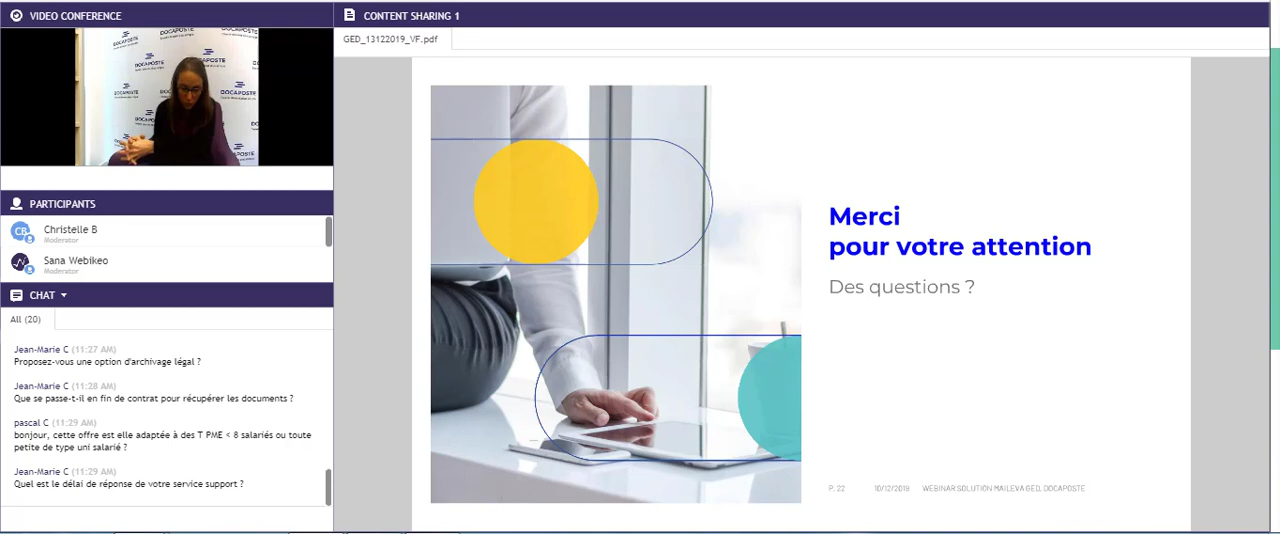 VIDEO CONFERENCE
DOCAPOSTE
DOCAPOSTE
DOCAPOSTE
DOCAPOSTE
PARTICIPANTS
CB
Christelle B
Moderator
Sana Webikeo
Moderator
CHAT
All (20)
Jean-Marie C (11:27 AM)
Proposez-vous une option d'archivage légal ?
Jean-Marie C (11:28 AM)
Que se passe-t-il en fin de contrat pour récupérer les documents ?
pascal C (11:29 AM)
bonjour, cette offre est elle adaptée à des T PME < 8 salariés ou toute
petite de type uni salarié ?
Jean-Marie C (11:29 AM)
Quel est le délai de réponse de votre service support ?
CONTENT SHARING 1
GED_13122019_VF.pdf
Merci
pour votre attention
Des questions ?
P. 22 10/12/2019 WEBINAR SOLUTION MAILEVA GED, DOCAPOSTE